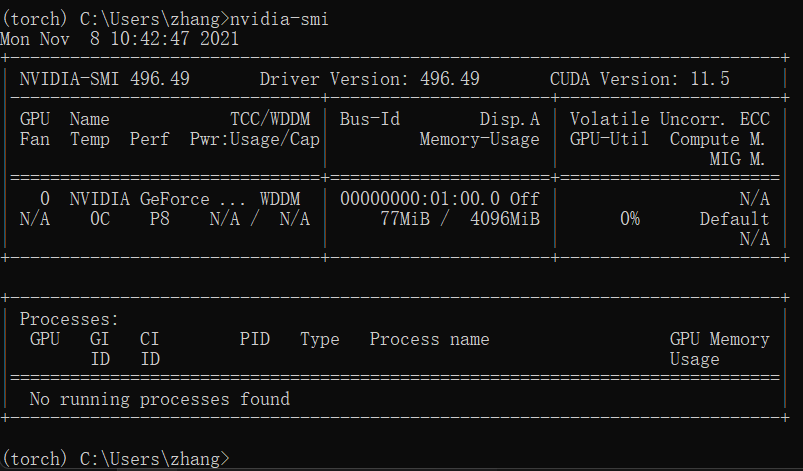 (torch) C:\Users\zhang>nvidia-smi
Mon Nov  8 10:42:47 2021
+-----------------------------------------------------------------------------+
| NVIDIA-SMI 496.49       Driver Version: 496.49       CUDA Version: 11.5     |
|-------------------------------+----------------------+----------------------+
| GPU  Name            TCC/WDDM | Bus-Id        Disp.A | Volatile Uncorr. ECC |
| Fan  Temp  Perf  Pwr:Usage/Cap|         Memory-Usage | GPU-Util  Compute M. |
|                               |                      |               MIG M. |
|===============================+======================+======================|
|   0  NVIDIA GeForce ... WDDM  | 00000000:01:00.0 Off |                  N/A |
| N/A    0C    P8    N/A /  N/A |     77MiB /  4096MiB |      0%      Default |
|                               |                      |                  N/A |
+-------------------------------+----------------------+----------------------+
+-----------------------------------------------------------------------------+
| Processes:                                                                  |
|  GPU   GI   CI        PID   Type   Process name                  GPU Memory |
|        ID   ID                                                   Usage      |
|=============================================================================|
|  No running processes found                                                 |
+-----------------------------------------------------------------------------+
(torch) C:\Users\zhang>